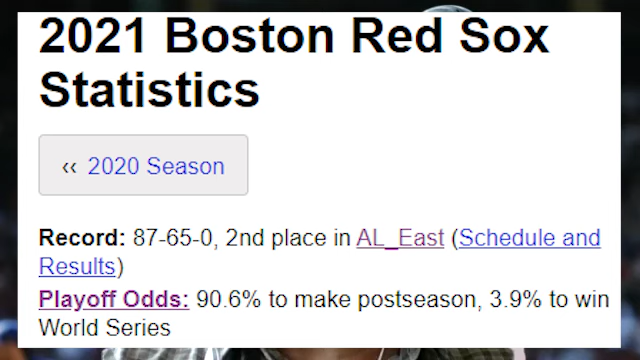 2021 Boston Red Sox
Statistics
‹‹ 2020 Season
Record: 87-65-0, 2nd place in AL_East (Schedule and
Results)
Playoff Odds: 90.6% to make postseason, 3.9% to win
World Series